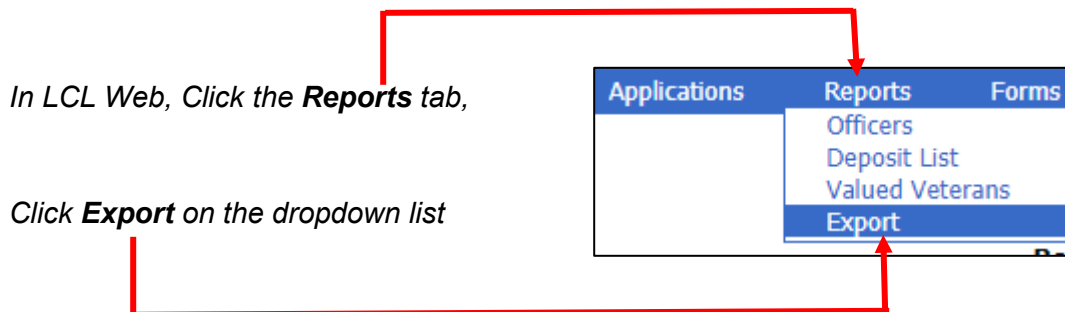 In LCL Web, Click the Reports tab,
Applications Reports Forms
Officers
Deposit List
Valued Veterans
Click Export on the dropdown list
Export